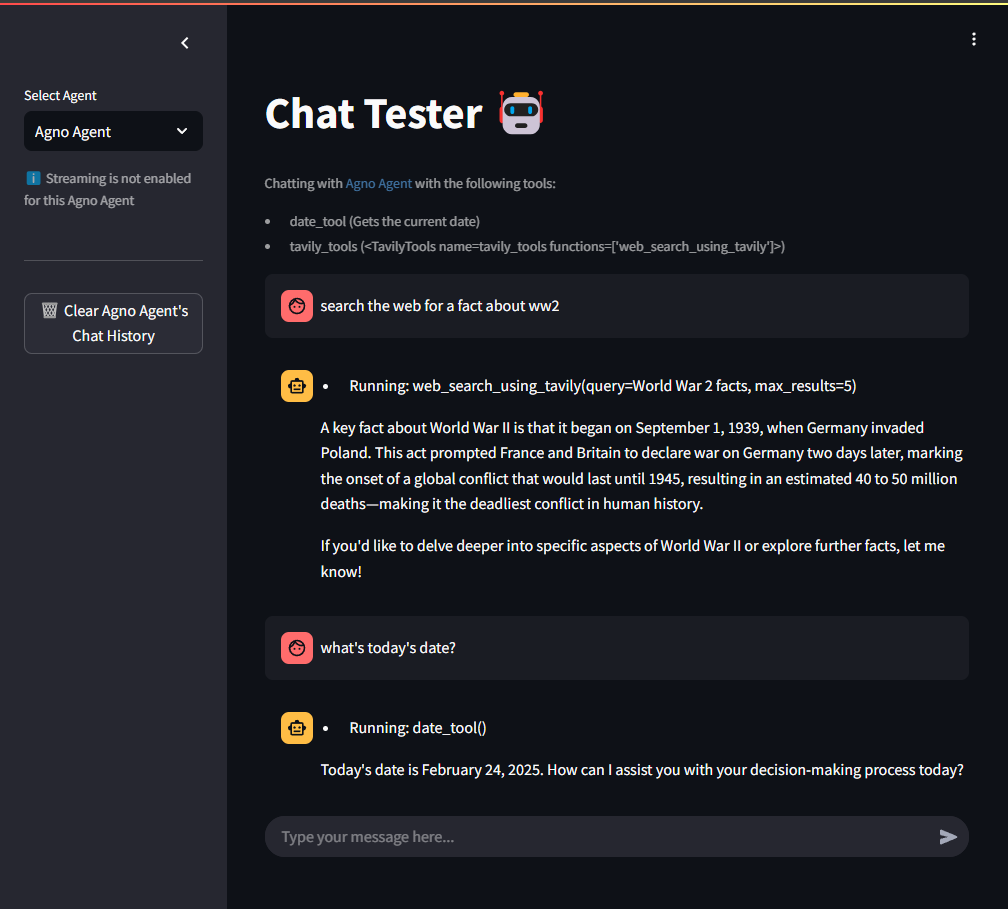 Select Agent
Agno Agent
Streaming is not enabled
for this Agno Agent
Clear Agno Agent's
Chat History
Chat Tester
Chatting with Agno Agent with the following tools:
date_tool (Gets the current date)
tavily_tools (<TavilyTools name=tavily_tools functions=['web_search_using_tavily']>)
search the web for a fact about ww2
Running: web_search_using_tavily(query=World War 2 facts, max_results=5)
A key fact about World War II is that it began on September 1, 1939, when Germany invaded
Poland. This act prompted France and Britain to declare war on Germany two days later, marking
the onset of a global conflict that would last until 1945, resulting in an estimated 40 to 50 million
deaths—making it the deadliest conflict in human history.
If you'd like to delve deeper into specific aspects of World War II or explore further facts, let me
know!
what's today's date?
Running: date_tool()
Today's date is February 24, 2025. How can I assist you with your decision-making process today?
Type your message here...